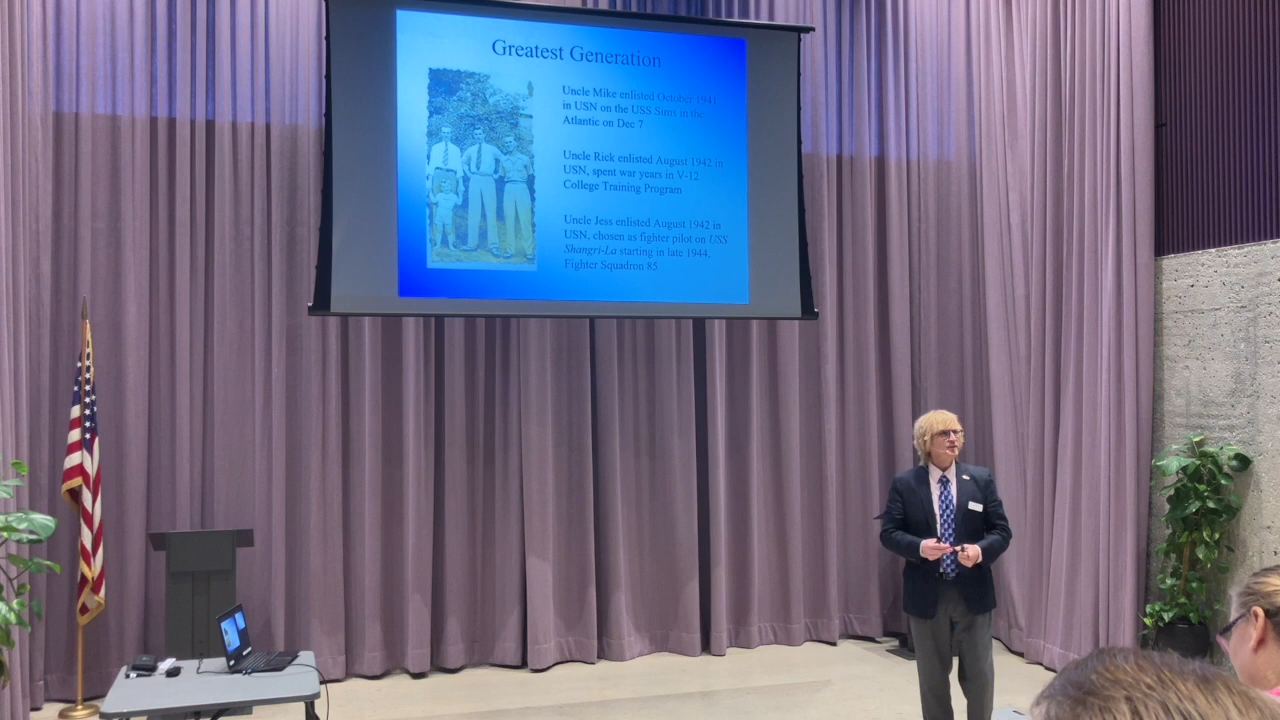 Greatest Generation
Uncle Mike enlisted October 1941
in USN on the USS Sims in the
Atlantic on Dec 7
Uncle Rick enlisted August 1942 in
USN, spent war years in V-12
College Training Program
Uncle Jess enlisted August 1942 in
USN, chosen as fighter pilot on USS
Shangri-La starting in late 1944,
Fighter Squadron 85